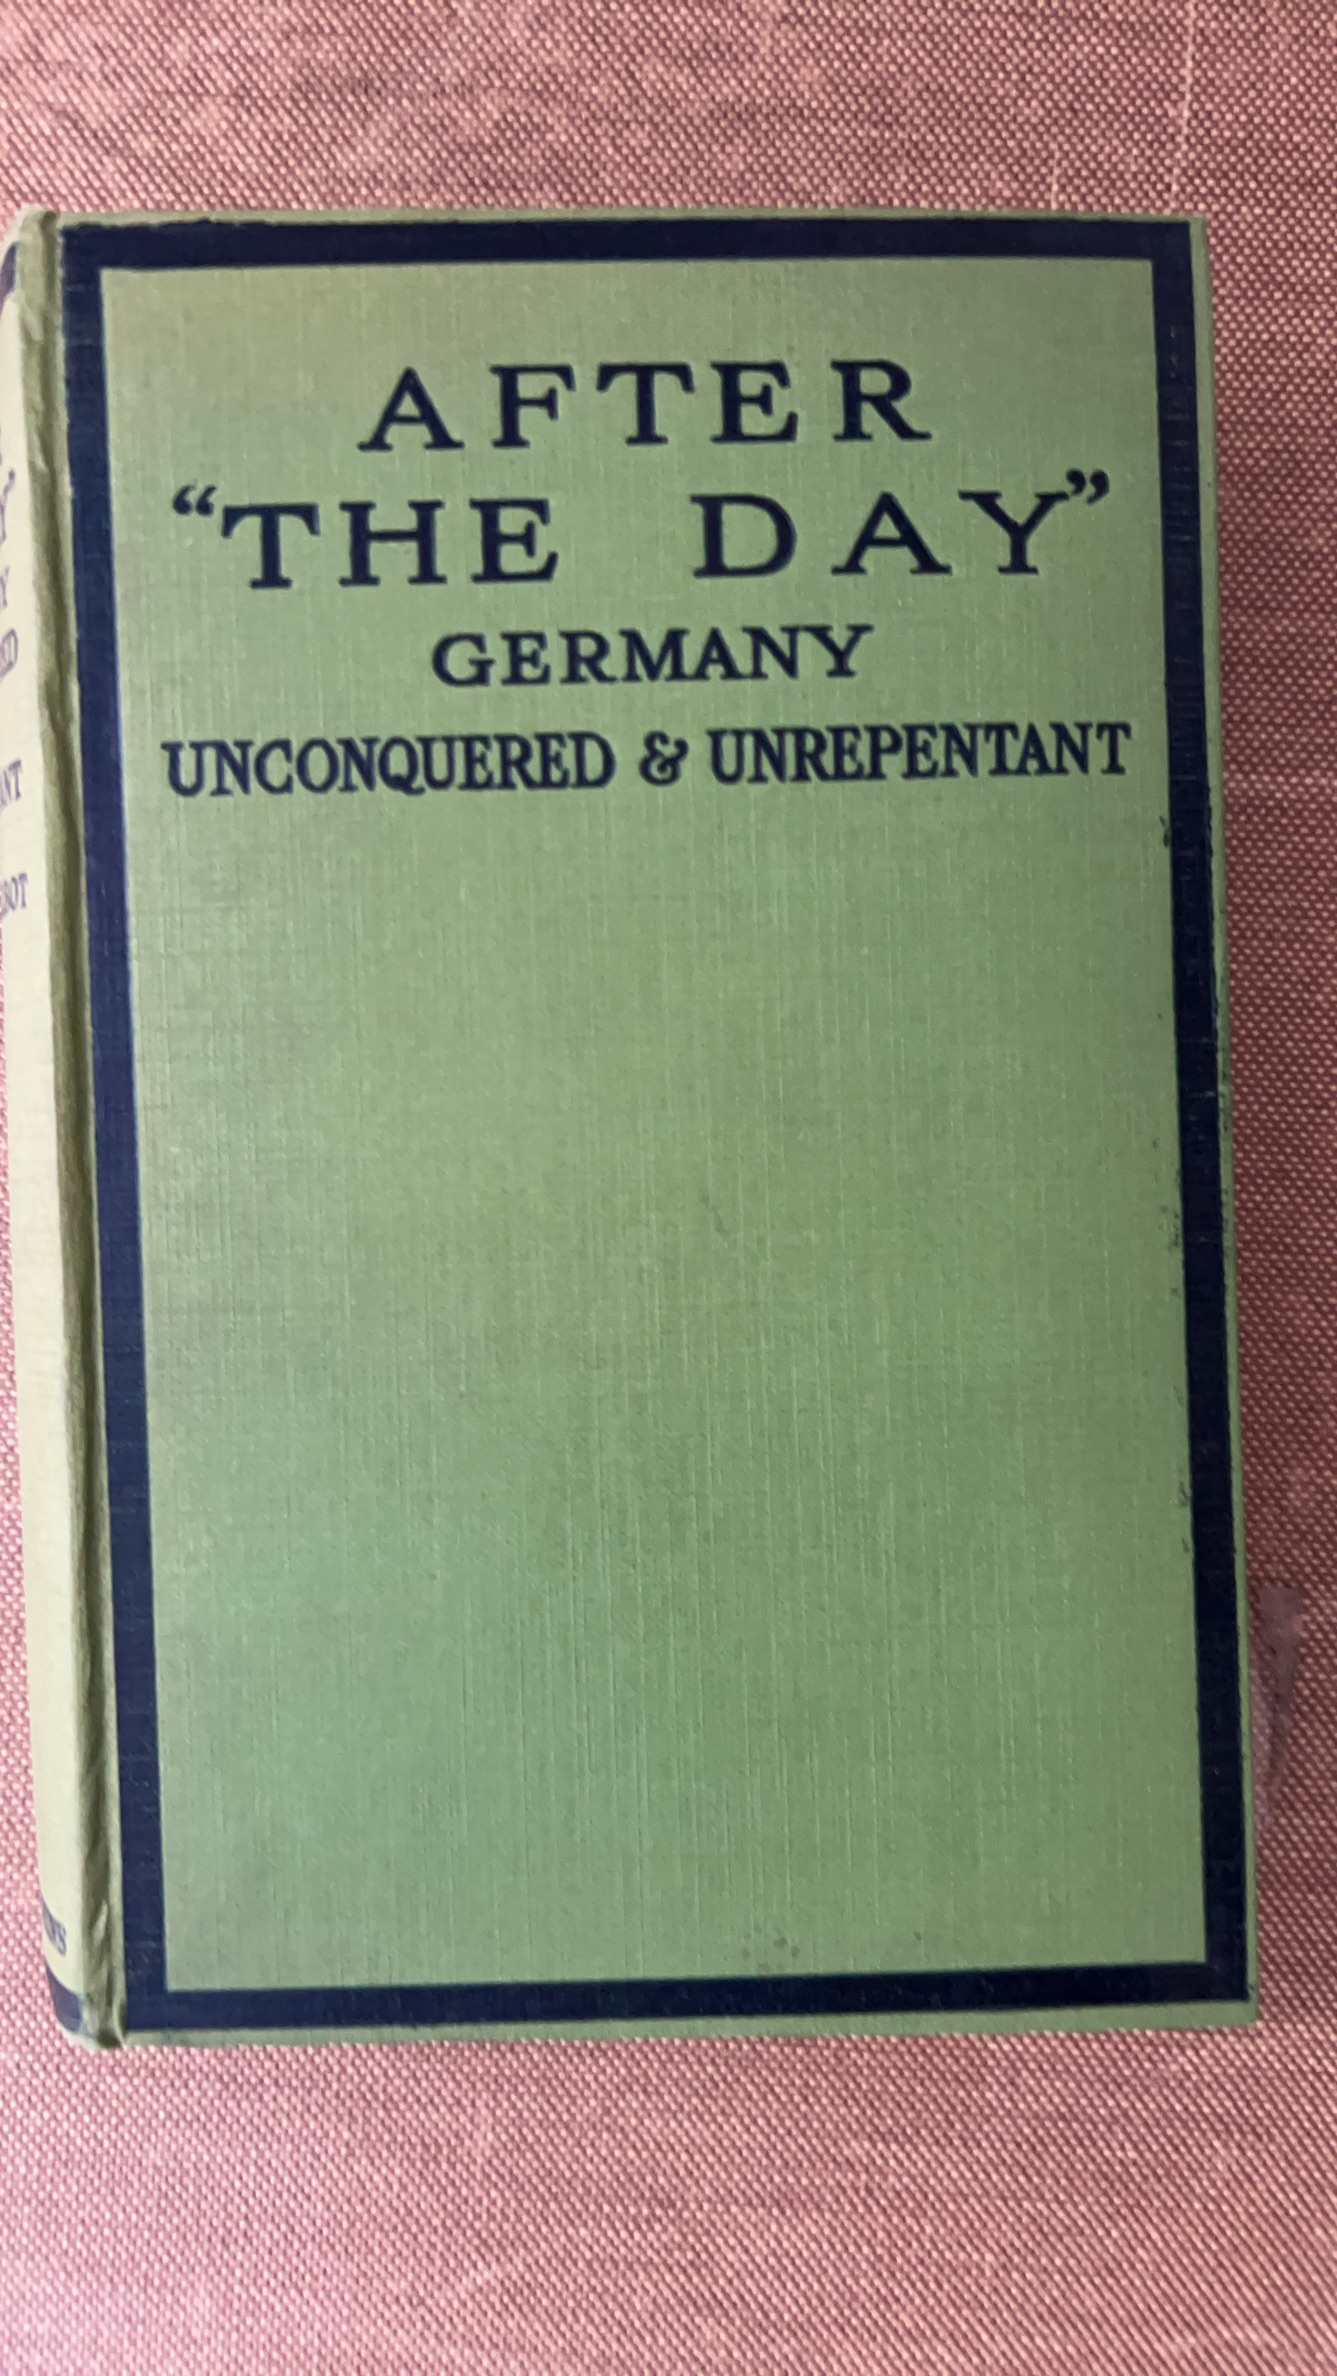 AFTER
“THE DAY”
GERMANY
UNCONQUERED & UNREPENTANT